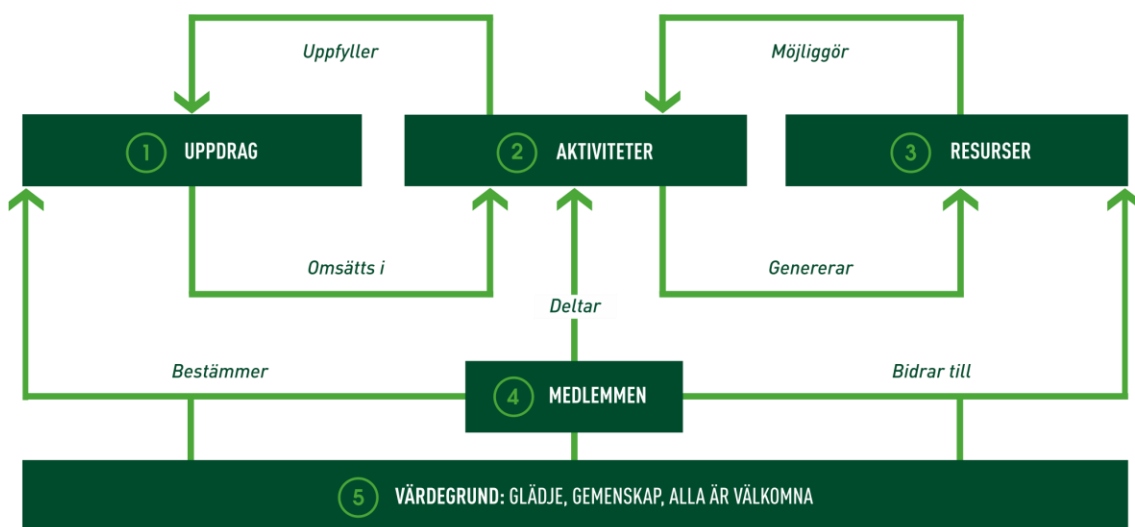 Uppfyller
Möjliggör
1 UPPDRAG
2 AKTIVITETER
3 RESURSER
Omsätts i
Genererar
Deltar
Bestämmer
Bidrar till
4 MEDLEMMEN
5 VÄRDEGRUND: GLÄDJE, GEMENSKAP, ALLA ÄR VÄLKOMNA